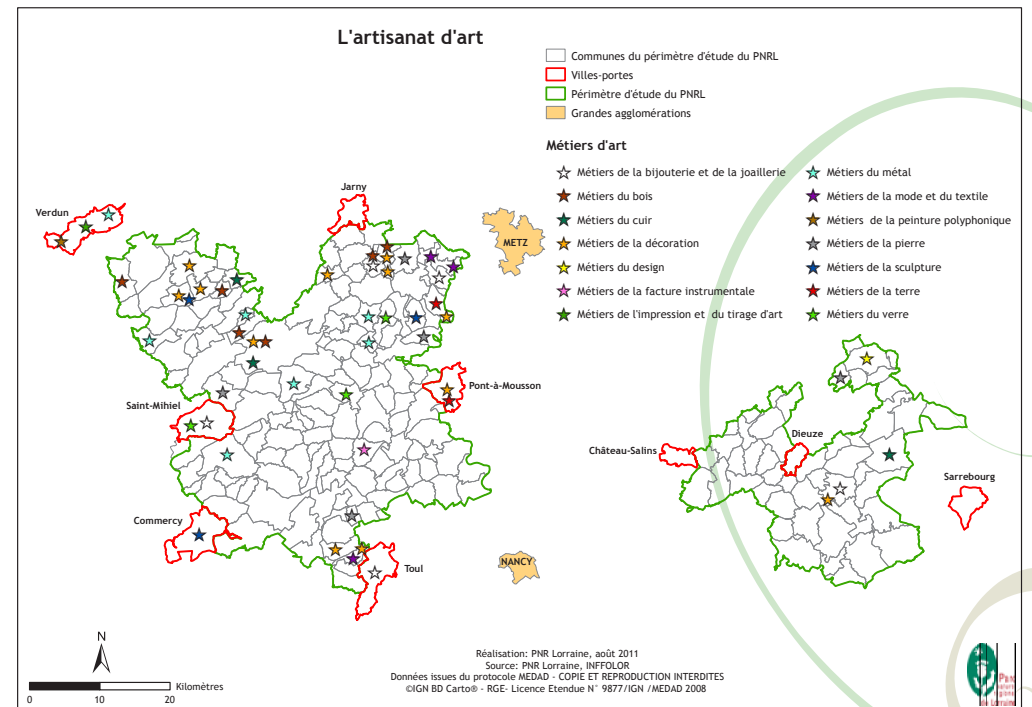 L'artisanat d'art
Communes du périmètre d'étude du PNRL
Villes-portes
Périmètre d'étude du PNRL
Grandes agglomérations
Métiers d'art
Métiers de la bijouterie et de la joaillerie
Métiers du bois
Métiers du cuir
Métiers de la décoration
Métiers du design
Métiers de la facture instrumentale
Métiers de l'impression et du tirage d'art
Métiers du métal
Métiers de la mode et du textile
Métiers de la peinture polyphonique
Métiers de la pierre
Métiers de la sculpture
Métiers de la terre
Métiers du verre
Jarny
Verdun
METZ
Pont-à-Mousson
Saint-Mihiel
Dieuze
Château-Salins
Sarrebourg
Commercy
NANCY
Toul
N
0 10 20 Kilomètres
Réalisation: PNR Lorraine, août 2011
Source: PNR Lorraine, INFFOLOR
Données issues du protocole MEDAD - COPIE ET REPRODUCTION INTERDITES
©IGN BD Carto® - RGE- Licence Etendue N° 9877/IGN /MEDAD 2008
Parc
naturel
régional
de Lorraine